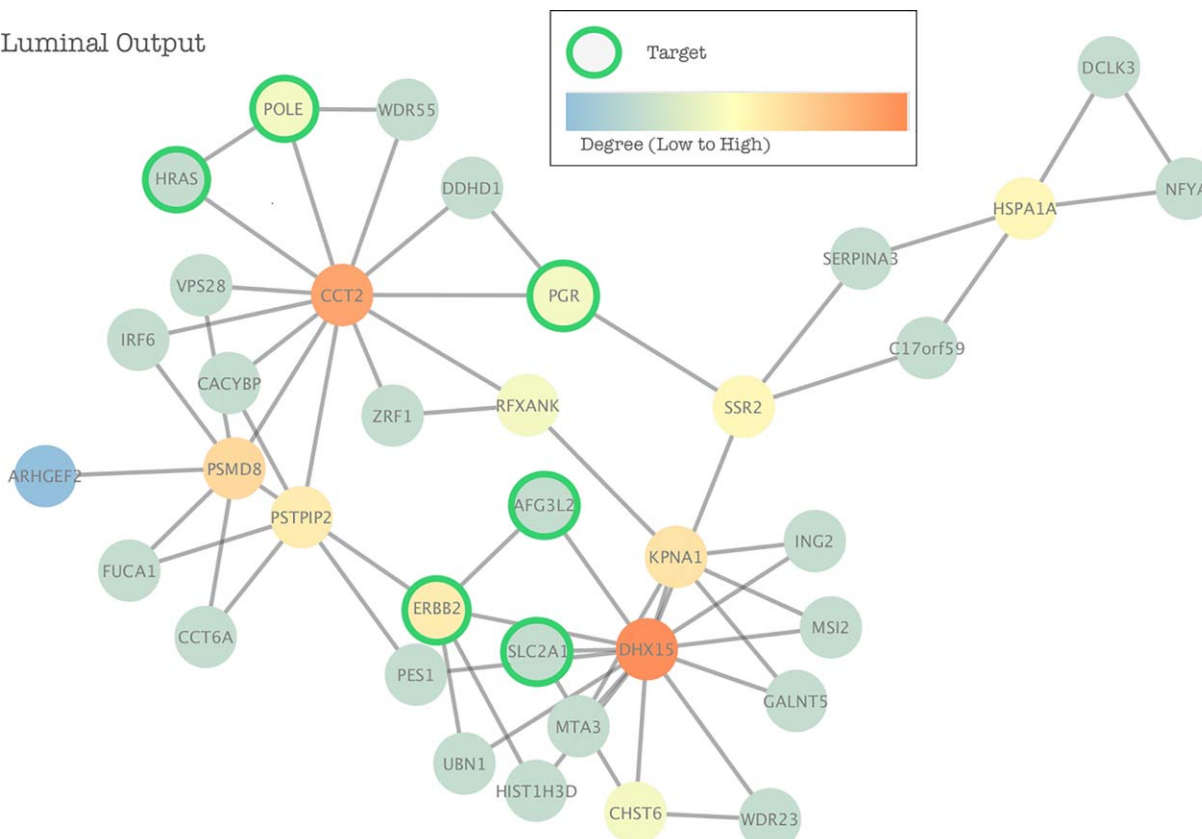 Luminal Output
Target
Degree (Low to High)
DCLK3
POLE
WDR55
HRAS
DDHD1
NFYA
HSPA1A
SERPINA3
VPS28
CCT2
PGR
IRF6
C17orf59
CACYBP
ZRF1
RFXANK
SSR2
ARHGEF2
PSMD8
PSTPIP2
AFG3L2
KPNA1
ING2
FUCA1
ERBB2
MSI2
CCT6A
SLC2A1
DHX15
PES1
GALNT5
MTA3
UBN1
HIST1H3D
CHST6
WDR23